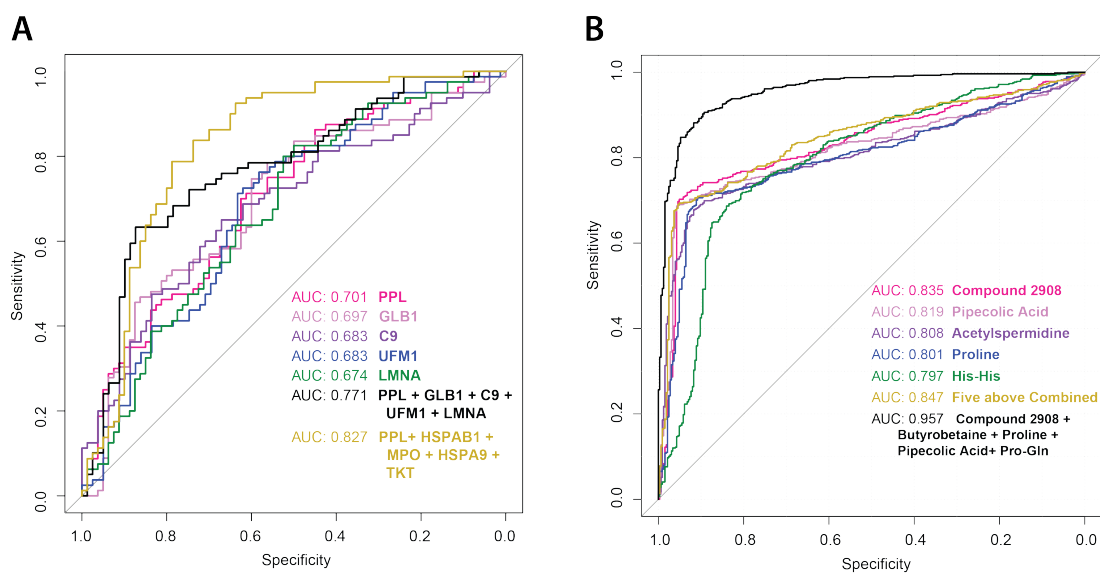 A
1.0
0.8
0.6
0.4
0.2
0.0
Sensitivity
1.0 0.8 0.6 0.4 0.2 0.0
Specificity
AUC: 0.701 PPL
AUC: 0.697 GLB1
AUC: 0.683 C9
AUC: 0.683 UFM1
AUC: 0.674 LMNA
AUC: 0.771 PPL + GLB1 + C9 +
UFM1 + LMNA
AUC: 0.827 PPL+ HSPAB1 +
MPO + HSPA9 +
TKT
B
1.0
0.8
0.6
0.4
0.2
0.0
Sensitivity
1.0 0.8 0.6 0.4 0.2 0.0
Specificity
AUC: 0.835 Compound 2908
AUC: 0.819 Pipecolic Acid
AUC: 0.808 Acetylspermidine
AUC: 0.801 Proline
AUC: 0.797 His-His
AUC: 0.847 Five above Combined
AUC: 0.957 Compound 2908 +
Butyrobetaine + Proline +
Pipecolic Acid+ Pro-Gln